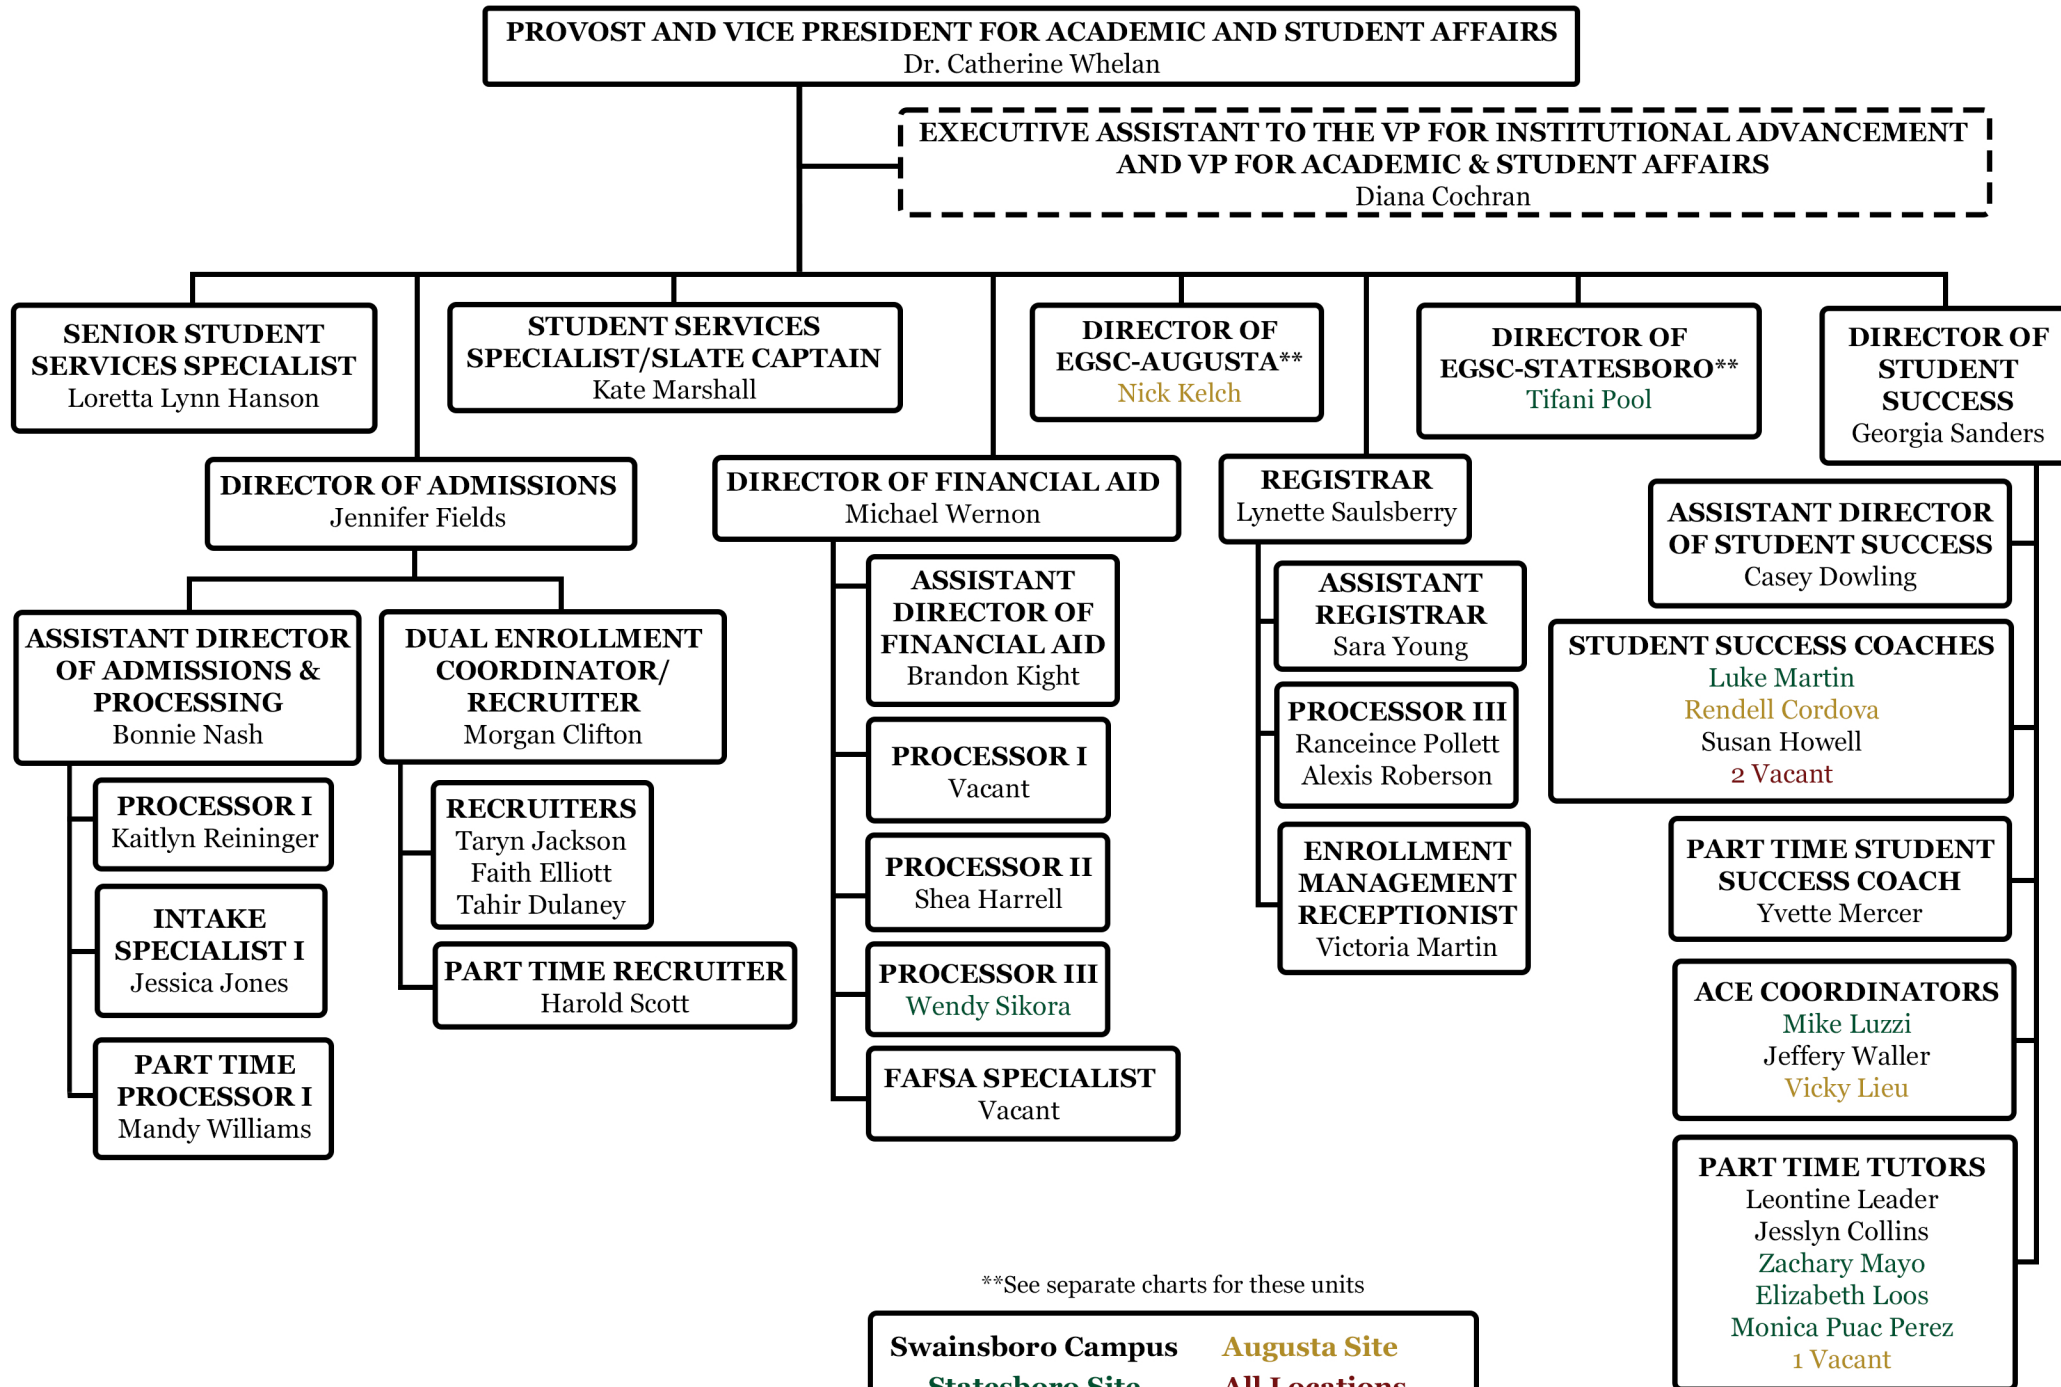 PROVOST AND VICE PRESIDENT FOR ACADEMIC AND STUDENT AFFAIRS
Dr. Catherine Whelan
EXECUTIVE ASSISTANT TO THE VP FOR INSTITUTIONAL ADVANCEMENT
AND VP FOR ACADEMIC & STUDENT AFFAIRS
Diana Cochran
SENIOR STUDENT
SERVICES SPECIALIST
Loretta Lynn Hanson
STUDENT SERVICES
SPECIALIST/SLATE CAPTAIN
Kate Marshall
DIRECTOR OF
EGSC-AUGUSTA**
Nick Kelch
DIRECTOR OF
EGSC-STATESBORO**
Tifani Pool
DIRECTOR OF
STUDENT
SUCCESS
Georgia Sanders
DIRECTOR OF ADMISSIONS
Jennifer Fields
ASSISTANT DIRECTOR
OF ADMISSIONS &
PROCESSING
Bonnie Nash
PROCESSOR I
Kaitlyn Reininger
INTAKE
SPECIALIST I
Jessica Jones
PART TIME
PROCESSOR I
Mandy Williams
DUAL ENROLLMENT
COORDINATOR/
RECRUITER
Morgan Clifton
RECRUITERS
Taryn Jackson
Faith Elliott
Tahir Dulaney
PART TIME RECRUITER
Harold Scott
DIRECTOR OF FINANCIAL AID
Michael Wernon
ASSISTANT
DIRECTOR OF
FINANCIAL AID
Brandon Kight
PROCESSOR I
Vacant
PROCESSOR II
Shea Harrell
PROCESSOR III
Wendy Sikora
FAFSA SPECIALIST
Vacant
REGISTRAR
Lynette Saulsberry
ASSISTANT
REGISTRAR
Sara Young
PROCESSOR III
Ranceince Pollett
Alexis Roberson
ENROLLMENT
MANAGEMENT
RECEPTIONIST
Victoria Martin
ASSISTANT DIRECTOR
OF STUDENT SUCCESS
Casey Dowling
STUDENT SUCCESS COACHES
Luke Martin
Rendell Cordova
Susan Howell
2 Vacant
PART TIME STUDENT
SUCCESS COACH
Yvette Mercer
ACE COORDINATORS
Mike Luzzi
Jeffery Waller
Vicky Lieu
PART TIME TUTORS
Leontine Leader
Jesslyn Collins
Zachary Mayo
Elizabeth Loos
Monica Puac Perez
1 Vacant
**See separate charts for these units
Swainsboro Campus Augusta Site
Statesboro Site All Locations